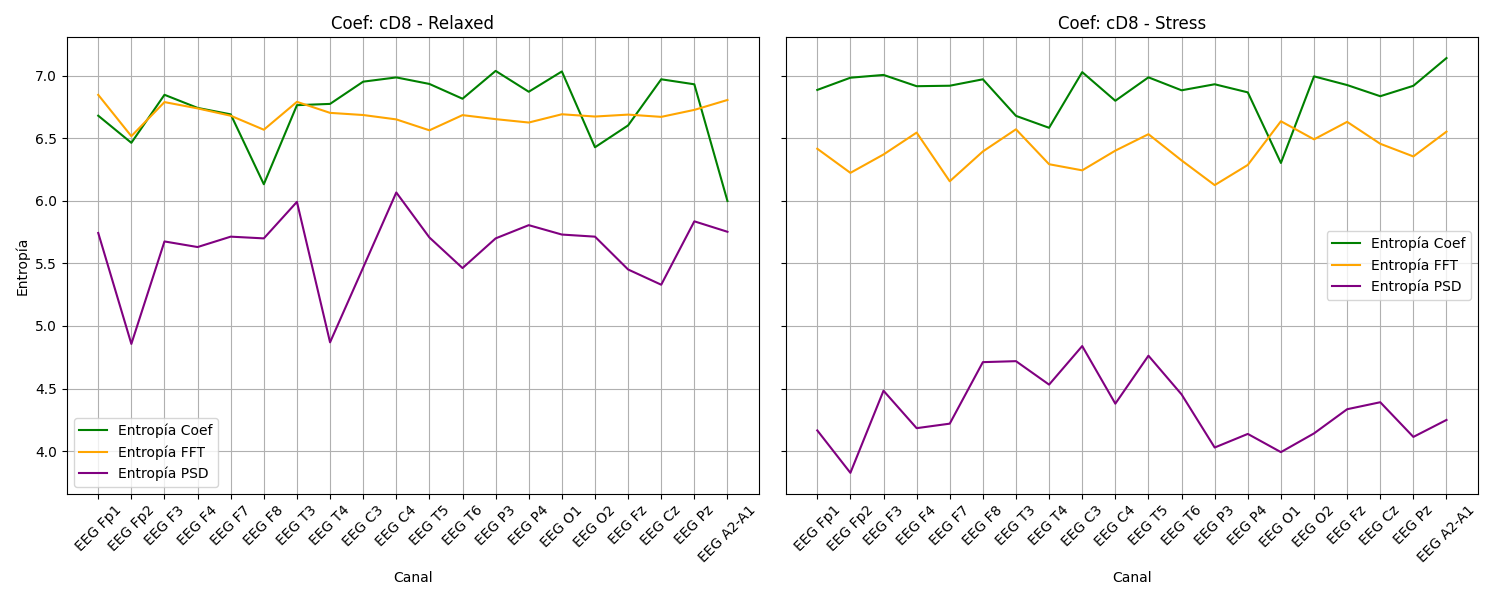 Coef: cD8 - Relaxed
Entropía
7.0
6.5
6.0
5.5
5.0
4.5
4.0
Entropía Coef
Entropía FFT
Entropía PSD
EEG Fp1
EEG Fp2
EEG F3
EEG F4
EEG F7
EEG F8
EEG T3
EEG T4
EEG C3
EEG C4
EEG T5
EEG T6
EEG P3
EEG P4
EEG O1
EEG O2
EEG Fz
EEG Cz
EEG Pz
EEG A2-A1
Canal
Coef: cD8 - Stress
Entropía Coef
Entropía FFT
Entropía PSD
EEG Fp1
EEG Fp2
EEG F3
EEG F4
EEG F7
EEG F8
EEG T3
EEG T4
EEG C3
EEG C4
EEG T5
EEG T6
EEG P3
EEG P4
EEG O1
EEG O2
EEG Fz
EEG Cz
EEG Pz
EEG A2-A1
Canal